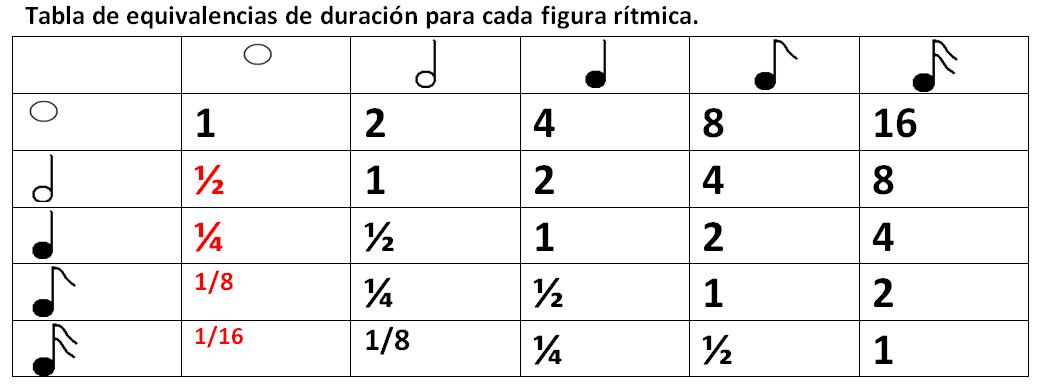 Tabla de equivalencias de duración para cada figura rítmica.
1 2 4 8 16
½ 1 2 4 8
¼ ½ 1 2 4
1/8 ¼ ½ 1 2
1/16 1/8 ¼ ½ 1